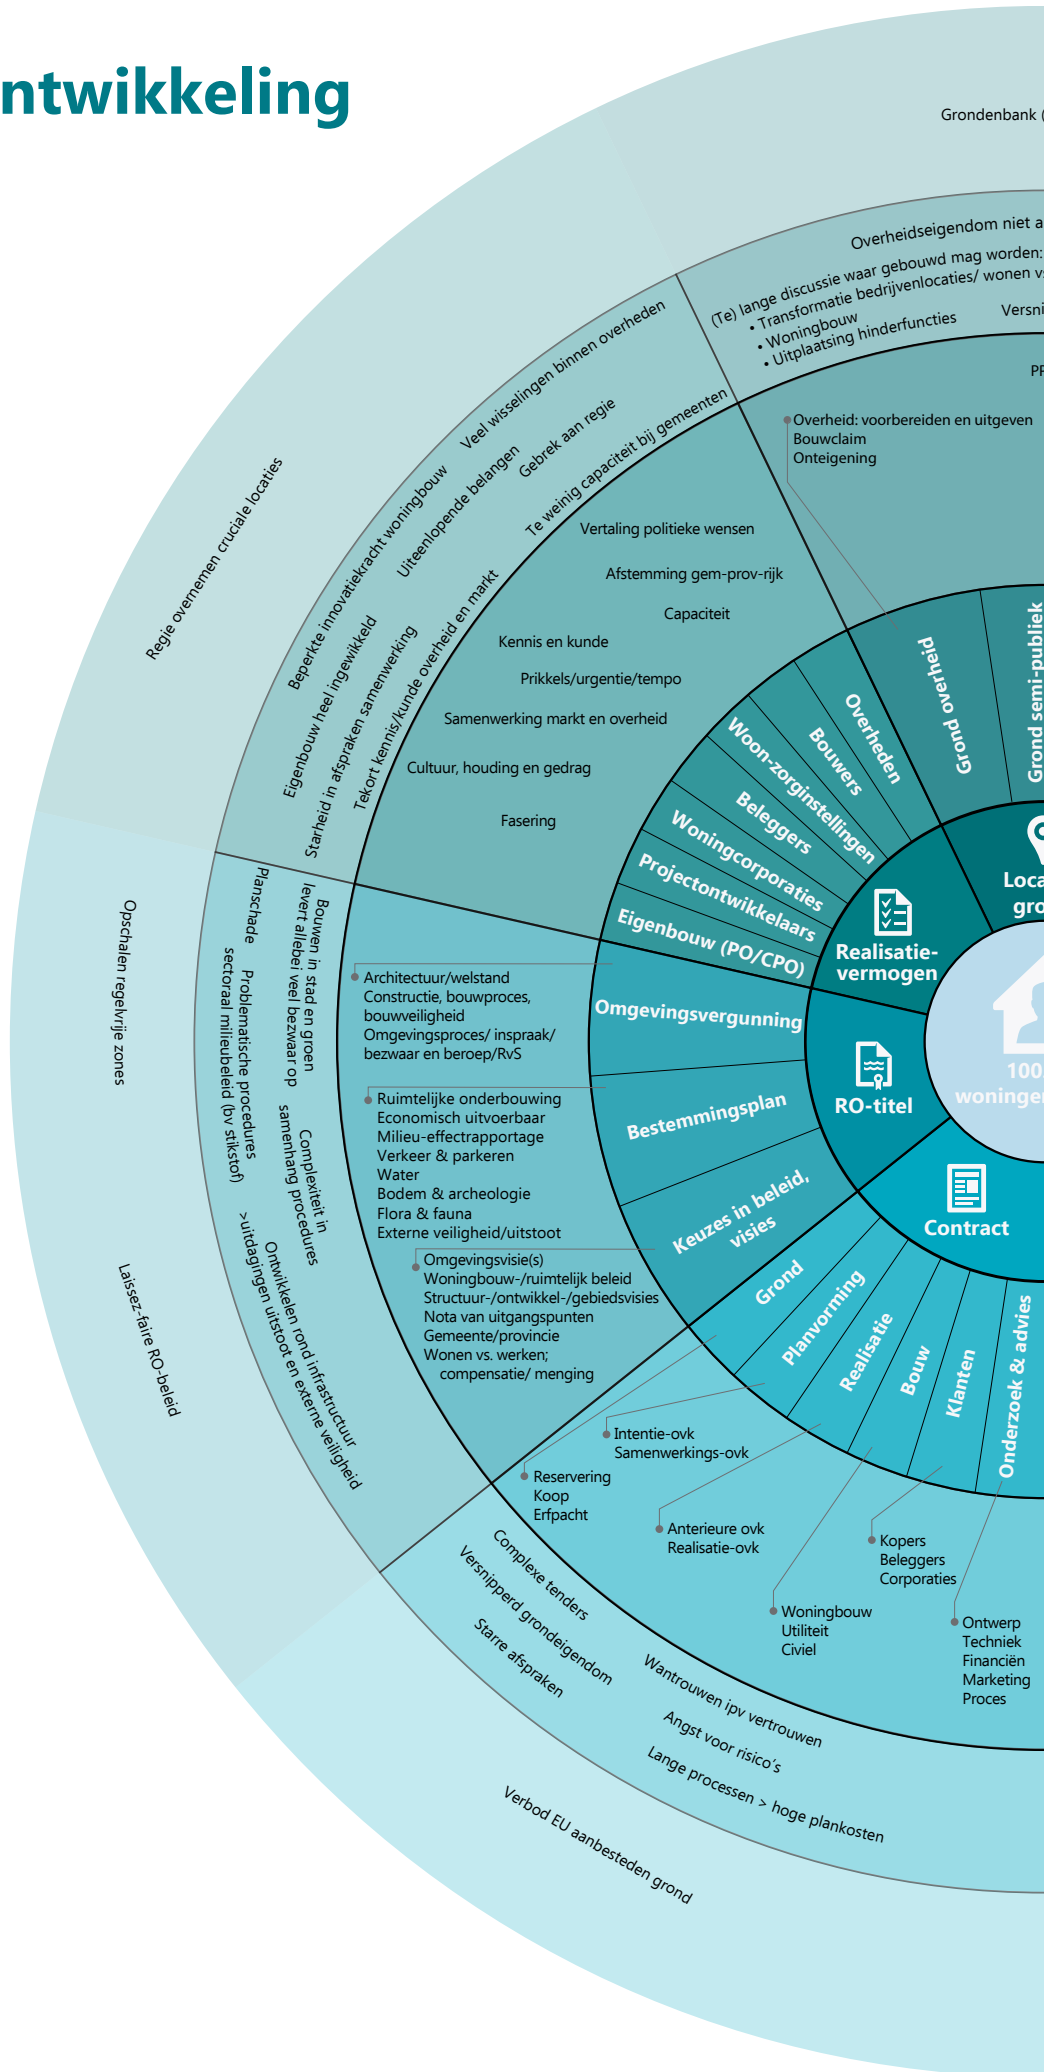 ntwikkeling
Grondenbank (
Overheidseigendom niet a
(Te) lange discussie waar gebouwd mag worden:
• Transformatie bedrijvenlocaties/ wonen vs
• Woningbouw
• Uitplaatsing hinderfuncties
Versni
PP
Overheid: voorbereiden en uitgeven
Bouwclaim
Onteigening
Grond overheid
Grond semi-publiek
Loca
gro
Regie overnemen cruciale locaties
Veel wisselingen binnen overheden
Gebrek aan regie
Te weinig capaciteit bij gemeenten
Beperkte innovatiekracht woningbouw
Uiteenlopende belangen
Eigenbouw heel ingewikkeld
Starheid in afspraken samenwerking
Tekort kennis/kunde overheid en markt
Vertaling politieke wensen
Afstemming gem-prov-rijk
Capaciteit
Kennis en kunde
Prikkels/urgentie/tempo
Samenwerking markt en overheid
Cultuur, houding en gedrag
Fasering
Overheden
Bouwers
Woon-zorginstellingen
Beleggers
Woningcorporaties
Projectontwikkelaars
Eigenbouw (PO/CPO)
Realisatie-
vermogen
100.
woningen
Opschalen regelvrije zones
Laissez-faire RO-beleid
Planschade
Bouwen in stad en groen
levert allebei veel bezwaar op
Problematische procedures
sectoraal milieubeleid (bv stikstof)
Complexiteit in
samenhang procedures
Ontwikkelen rond infrastructuur
>uitdagingen uitstoot en externe veiligheid
Architectuur/welstand
Constructie, bouwproces,
bouwveiligheid
Omgevingsproces/ inspraak/
bezwaar en beroep/RvS
Ruimtelijke onderbouwing
Economisch uitvoerbaar
Milieu-effectrapportage
Verkeer & parkeren
Water
Bodem & archeologie
Flora & fauna
Externe veiligheid/uitstoot
Omgevingsvisie(s)
Woningbouw-/ruimtelijk beleid
Structuur-/ontwikkel-/gebiedsvisies
Nota van uitgangspunten
Gemeente/provincie
Wonen vs. werken;
compensatie/ menging
Omgevingsvergunning
Bestemmingsplan
Keuzes in beleid,
visies
RO-titel
Contract
Grond
Planvorming
Realisatie
Bouw
Klanten
Onderzoek & advies
Intentie-ovk
Samenwerkings-ovk
Reservering
Koop
Erfpacht
Anterieure ovk
Realisatie-ovk
Kopers
Beleggers
Corporaties
Woningbouw
Utiliteit
Civiel
Ontwerp
Techniek
Financiën
Marketing
Proces
Complexe tenders
Versnipperd grondeigendom
Starre afspraken
Wantrouwen ipv vertrouwen
Angst voor risico's
Lange processen > hoge plankosten
Verbod EU aanbesteden grond